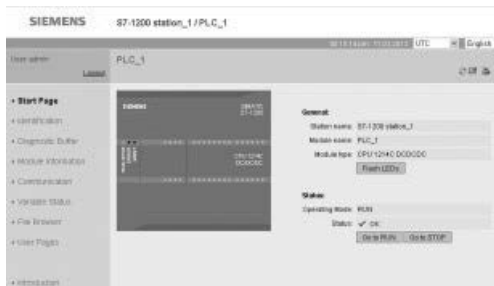 SIEMENS
S7-1200 station_1 / PLC_1
UTC
English
User: admin
PLC_1
Logout
Start Page
Identification
Diagnostic Buffer
Module Information
Communication
Variable Status
File Browser
User Pages
Introduction
SIEMENS
SIMATIC
S7-1200
CPU 1214C
DC/DC/DC
General:
Station name: S7-1200 station_1
Module name: PLC_1
Module type: CPU 1214C DC/DC/DC
Flash LEDs
Status:
Operating Mode: RUN
Status: ✓ OK
Go to RUN
Go to STOP